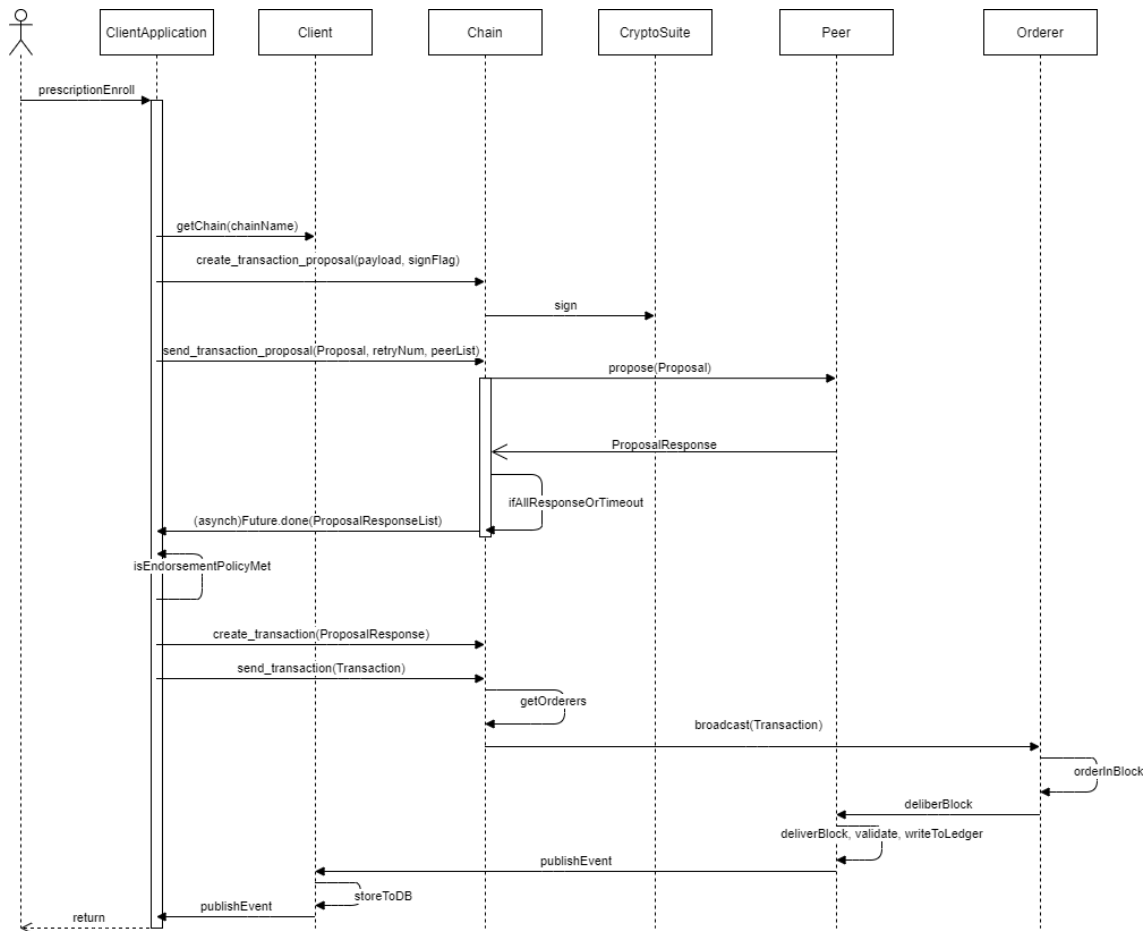 ClientApplication
Client
Chain
CryptoSuite
Peer
Orderer
prescriptionEnroll
getChain(chainName)
create_transaction_proposal(payload, signFlag)
sign
send_transaction_proposal(Proposal, retryNum, peerList)
propose(Proposal)
ProposalResponse
ifAllResponseOrTimeout
(asynch)Future.done(ProposalResponseList)
isEndorsementPolicyMet
create_transaction(ProposalResponse)
send_transaction(Transaction)
getOrderers
broadcast(Transaction)
orderInBlock
deliberBlock
deliverBlock, validate, writeToLedger
publishEvent
storeToDB
publishEvent
return